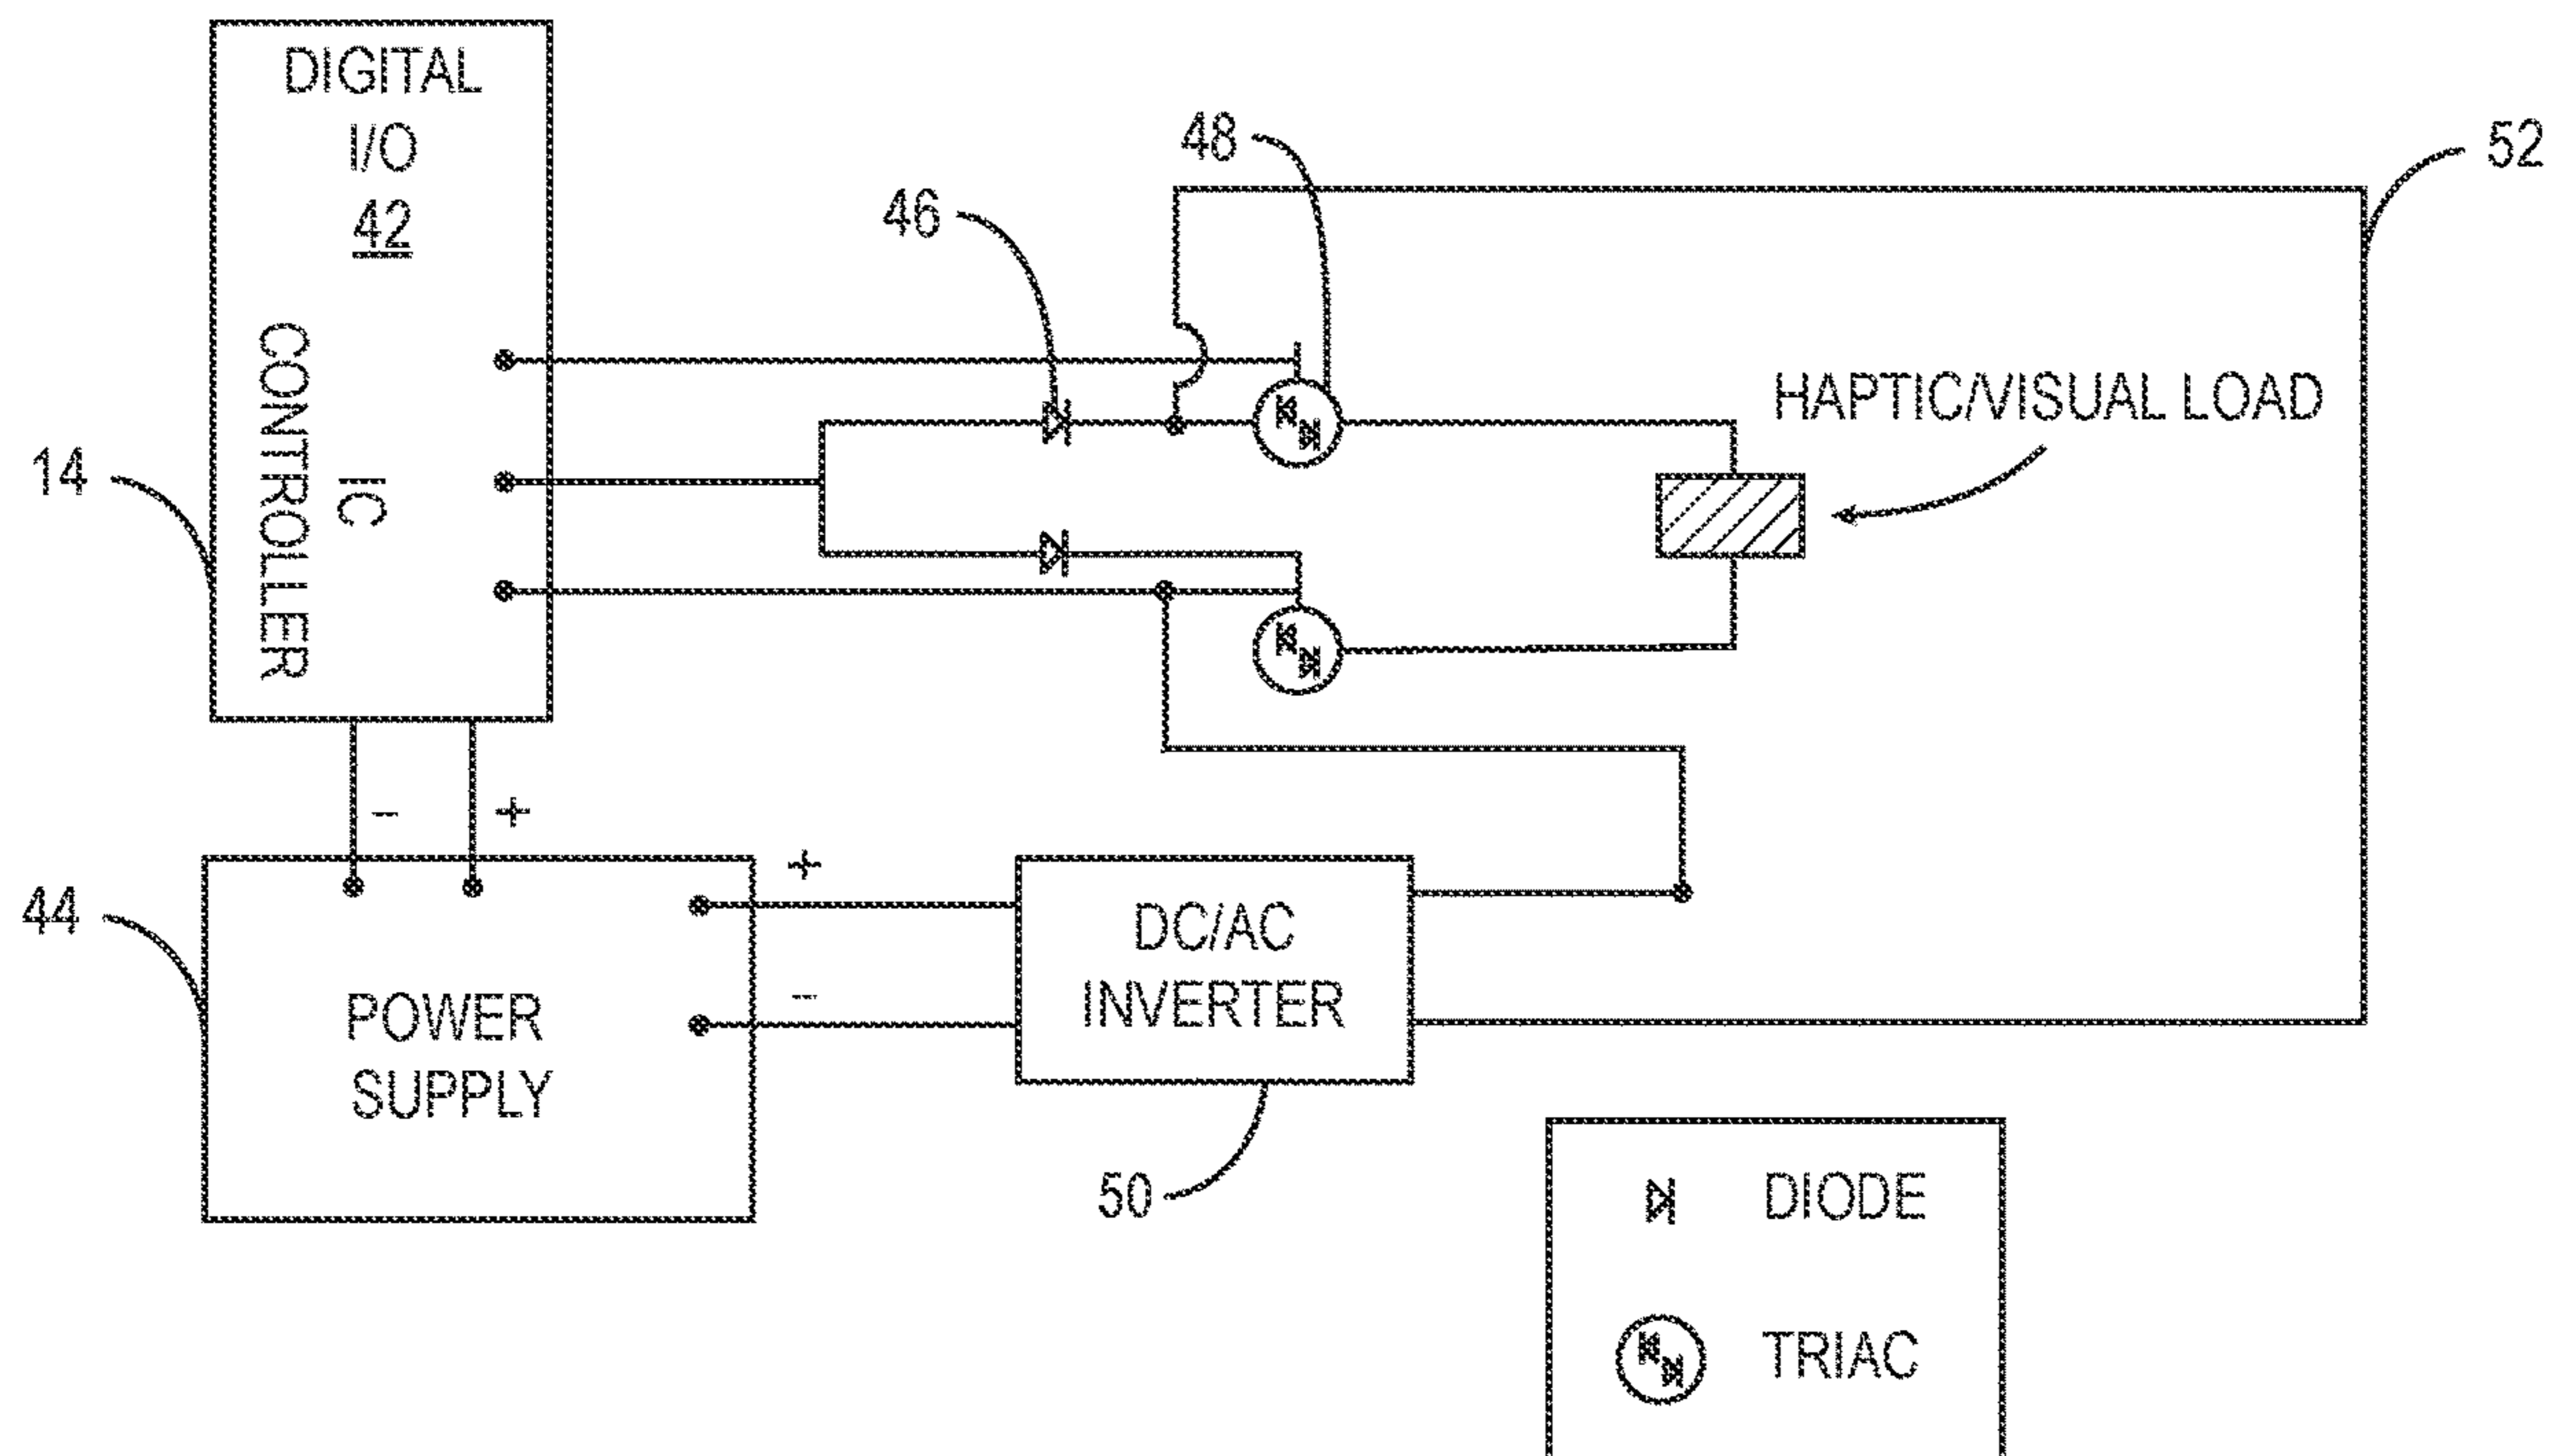 DIGITAL
I/O
42
IC
CONTROLLER
14
46
48
52
HAPTIC/VISUAL LOAD
−
+
44
POWER
SUPPLY
+
−
DC/AC
INVERTER
50
DIODE
TRIAC